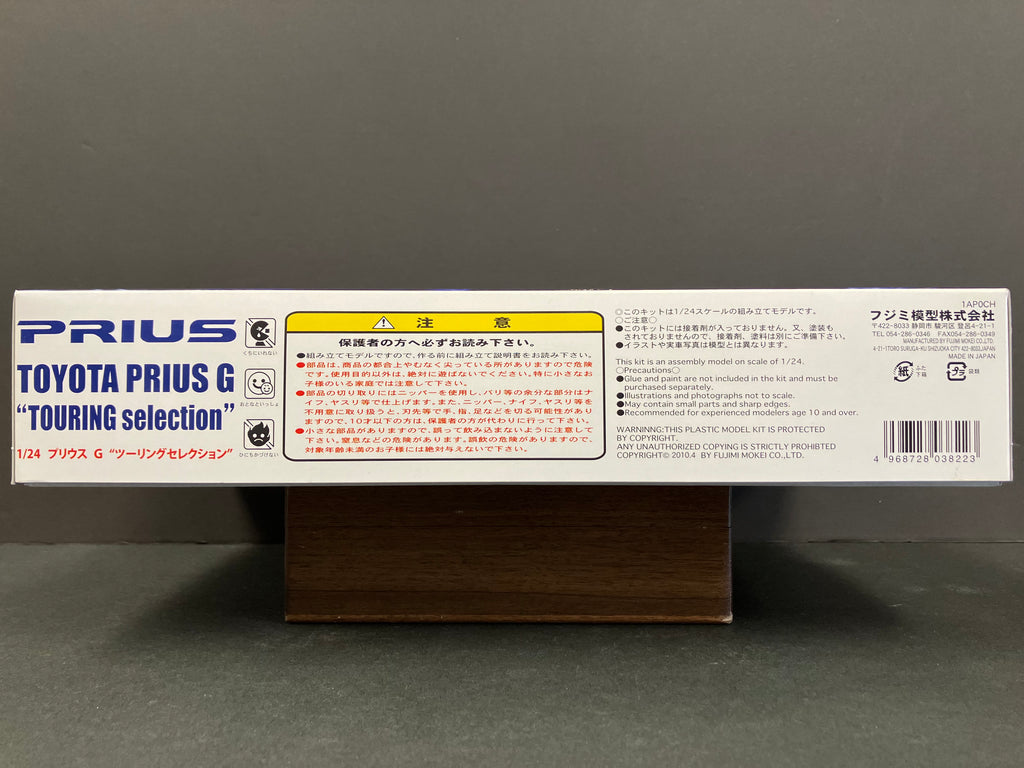 PRIUS
TOYOTA PRIUS G
“TOURING selection”
1/24 プリウス G “ツーリングセレクション”
くちにいれない
おとなといっしょ
ひにちかづけない
注 意
保護者の方へ必ずお読み下さい。
●組み立てモデルですので、作る前に組み立て説明書をお読み下さい。
●部品は、商品の都合上やむなく尖っている所がありますので危険
です。使用目的以外は、絶対に遊ばないでください。特に小さなお
子様のいる家庭では注意して下さい。
●部品の切り取りにはニッパーを使用し、バリ等の余分な部分はナ
イフ、ヤスリ等で仕上げます。また、ニッパー、ナイフ、ヤスリ等を
不用意に取り扱うと、刃先等で手、指、足などを切る可能性があり
ますので、10才以下の方は、保護者の方が代わりに行って下さい。
●小さな部品がありますので、誤って飲み込まないように注意して
下さい。窒息などの危険があります。誤飲の危険がありますので、
対象年齢未満のお子様には絶対与えないで下さい。
◎このキットは1/24スケールの組み立てモデルです。
○ご注意○
●このキットには接着剤が入っておりません。又、塗装も
されておりませんので、接着剤、塗料は別にご準備下さい。
●イラストや実車写真は模型とは異なります。
This kit is an assembly model on scale of 1/24.
○Precautions○
●Glue and paint are not included in the kit and must be
purchased separately.
●Illustrations and photographs not to scale.
●May contain small parts and sharp edges.
●Recommended for experienced modelers age 10 and over.
WARNINNG:THIS PLASTIC MODEL KIT IS PROTECTED
BY COPYRIGHT.
ANY UNAUTHORIZED COPYING IS STRICTLY PROHIBTED
COPYRIGHT© 2010.4 BY FUJIMI MOKEI CO.,LTD.
1AP0CH
フジミ模型株式会社
〒422-8033 静岡市 駿河区 登呂4-21-1
TEL 054-286-0346 FAX054-286-0349
MANUFACTURED BY FUJIMI MOKEI CO.,LTD.
4-21-1TORO SURUGA-KU SHIZUOKA CITY 422-8033,JAPAN
MADE IN JAPAN
紙 ふた 下箱
プラ 袋類
4 968728 038223